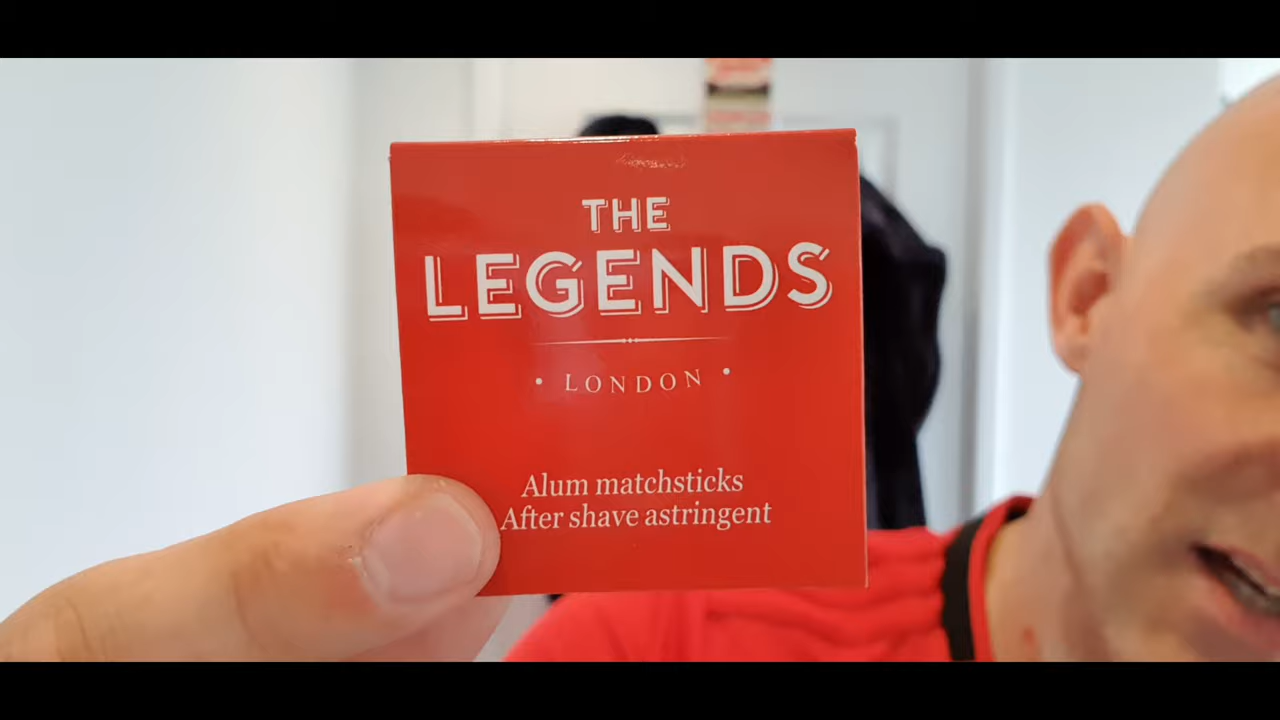 THE
LEGENDS
• LONDON •
Alum matchsticks
After shave astringent